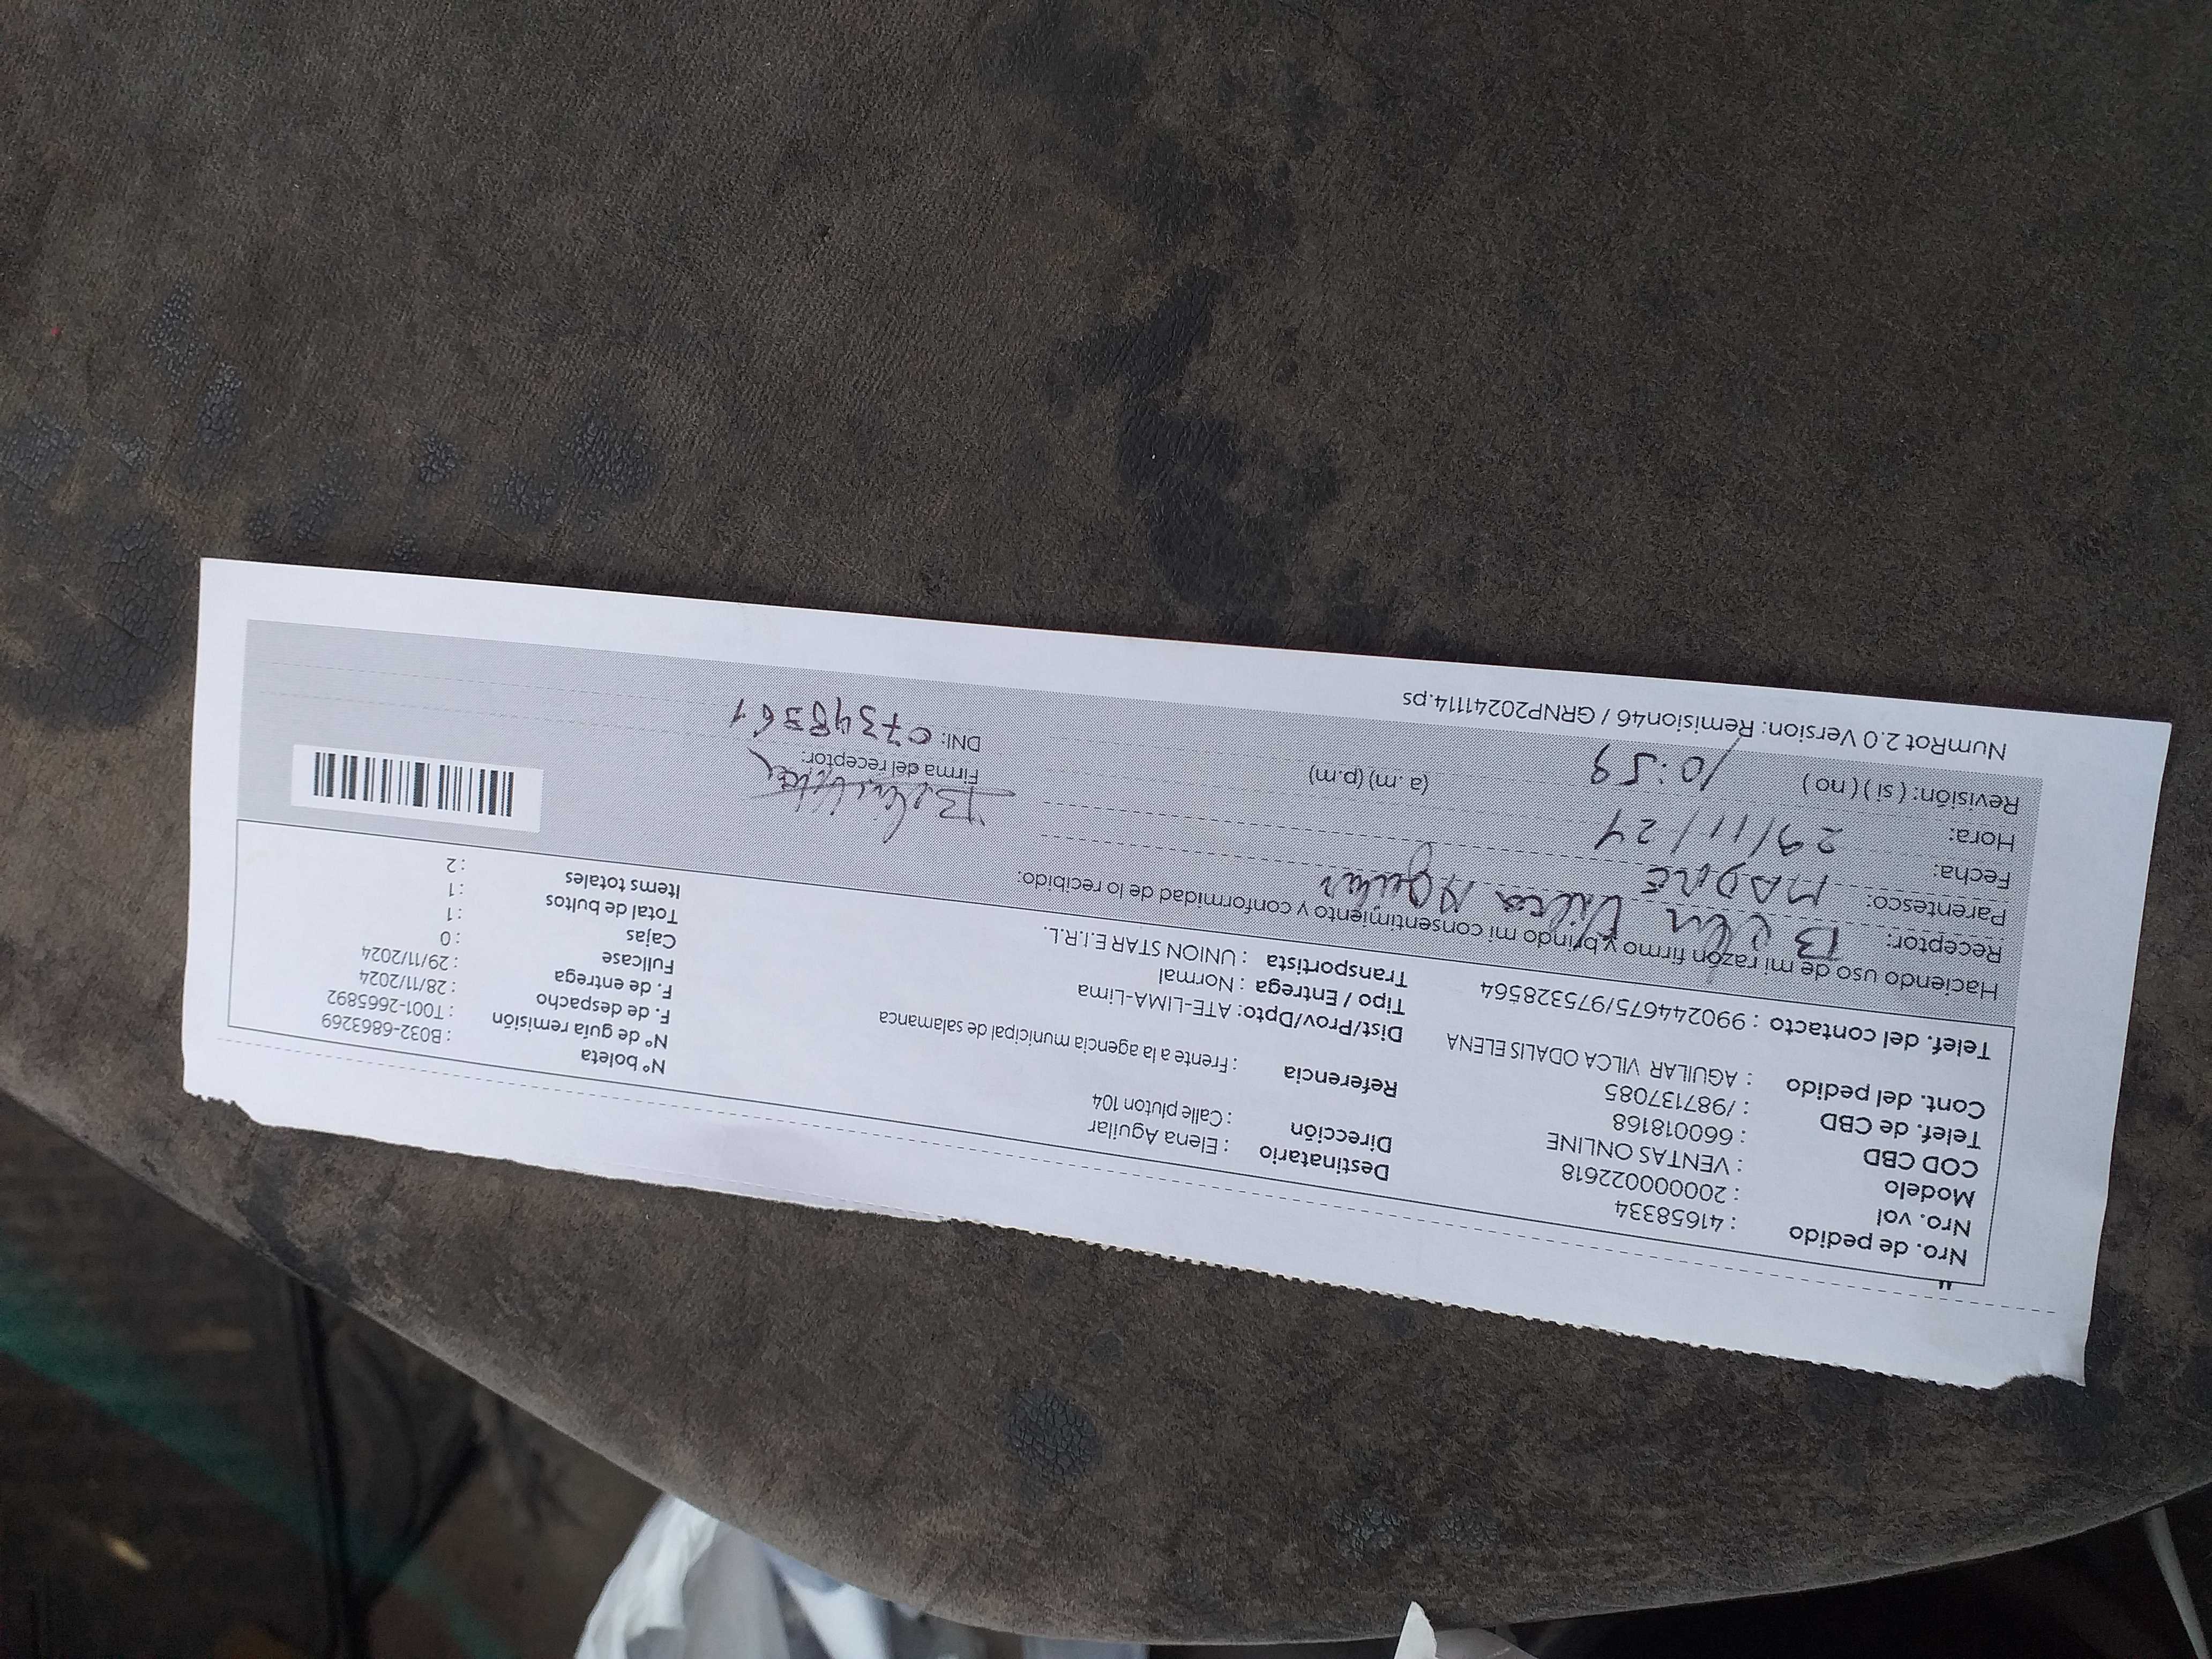 Nro. de pedido : 41658334
Nro. vol : 20000022618
Modelo : VENTAS ONLINE
COD CBD : 660018168
Telef. de CBD : /987137085
Cont. del pedido : AGUILAR VILCA ODALIS ELENA
Telef. del contacto : 990244675/975328564
Destinatario : Elena Aguilar
Dirección : Calle pluton 104
Referencia : Frente a la agencia municipal de salamanca
Dist/Prov/Dpto: ATE-LIMA-Lima
Tipo / Entrega : Normal
Transportista : UNION STAR E.I.R.L.
N° boleta : B032-6863269
N° de guía remisión : T001-2665892
F. de despacho : 28/11/2024
F. de entrega : 29/11/2024
Fullcase : 0
Cajas : 1
Total de bultos : 1
Items totales : 2
Haciendo uso de mi razón firmo y brindo mi consentimiento y conformidad de lo recibido:
Receptor: Belen Vilca Aguilar
Parentesco: MADRE
Fecha: 29/11/24
Hora: 10:59 (a.m) (p.m)
Revisión: ( si ) ( no )
Firma del receptor:
DNI: 07348361
NumRot 2.0 Version: Remision46 / GRNP20241114.ps